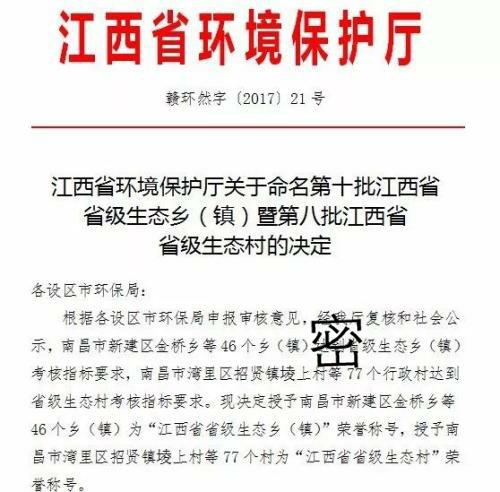 江西省环境保护厅
赣环然字〔2017〕21号
江西省环境保护厅关于命名第十批江西省
省级生态乡（镇）暨第八批江西省
省级生态村的决定
各设区市环保局：
根据各设区市环保局申报审核意见，经我厅复核和社会公
密
示，南昌市新建区金桥乡等46个乡（镇）达到省级生态乡（镇）
考核指标要求，南昌市湾里区招贤镇堎上村等77个行政村达到
省级生态村考核指标要求。现决定授予南昌市新建区金桥乡等
46个乡（镇）为“江西省省级生态乡（镇）”荣誉称号，授予南
昌市湾里区招贤镇堎上村等77个村为“江西省省级生态村”荣
誉称号。